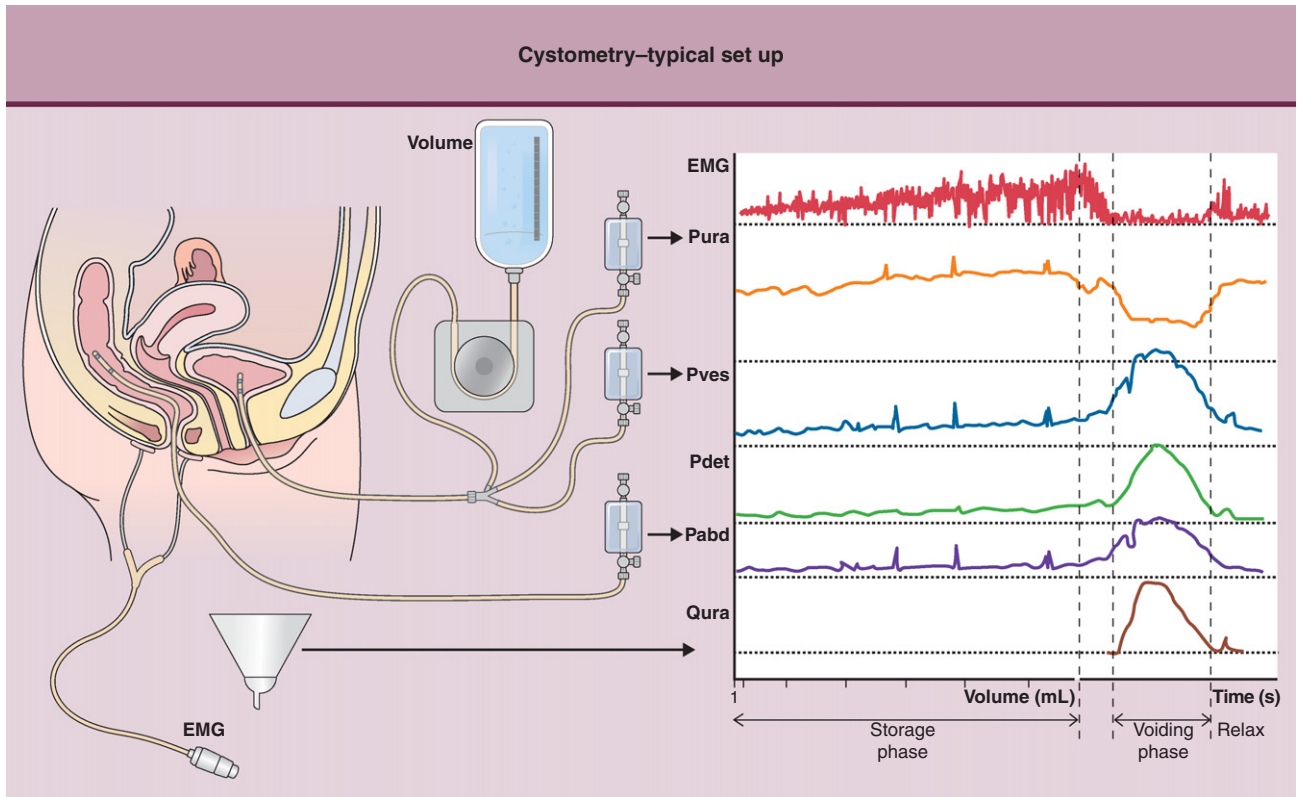 Cystometry–typical set up
Volume
EMG
EMG
Pura
Pves
Pdet
Pabd
Qura
1
Volume (mL)
Time (s)
Storage
phase
Voiding
phase
Relax